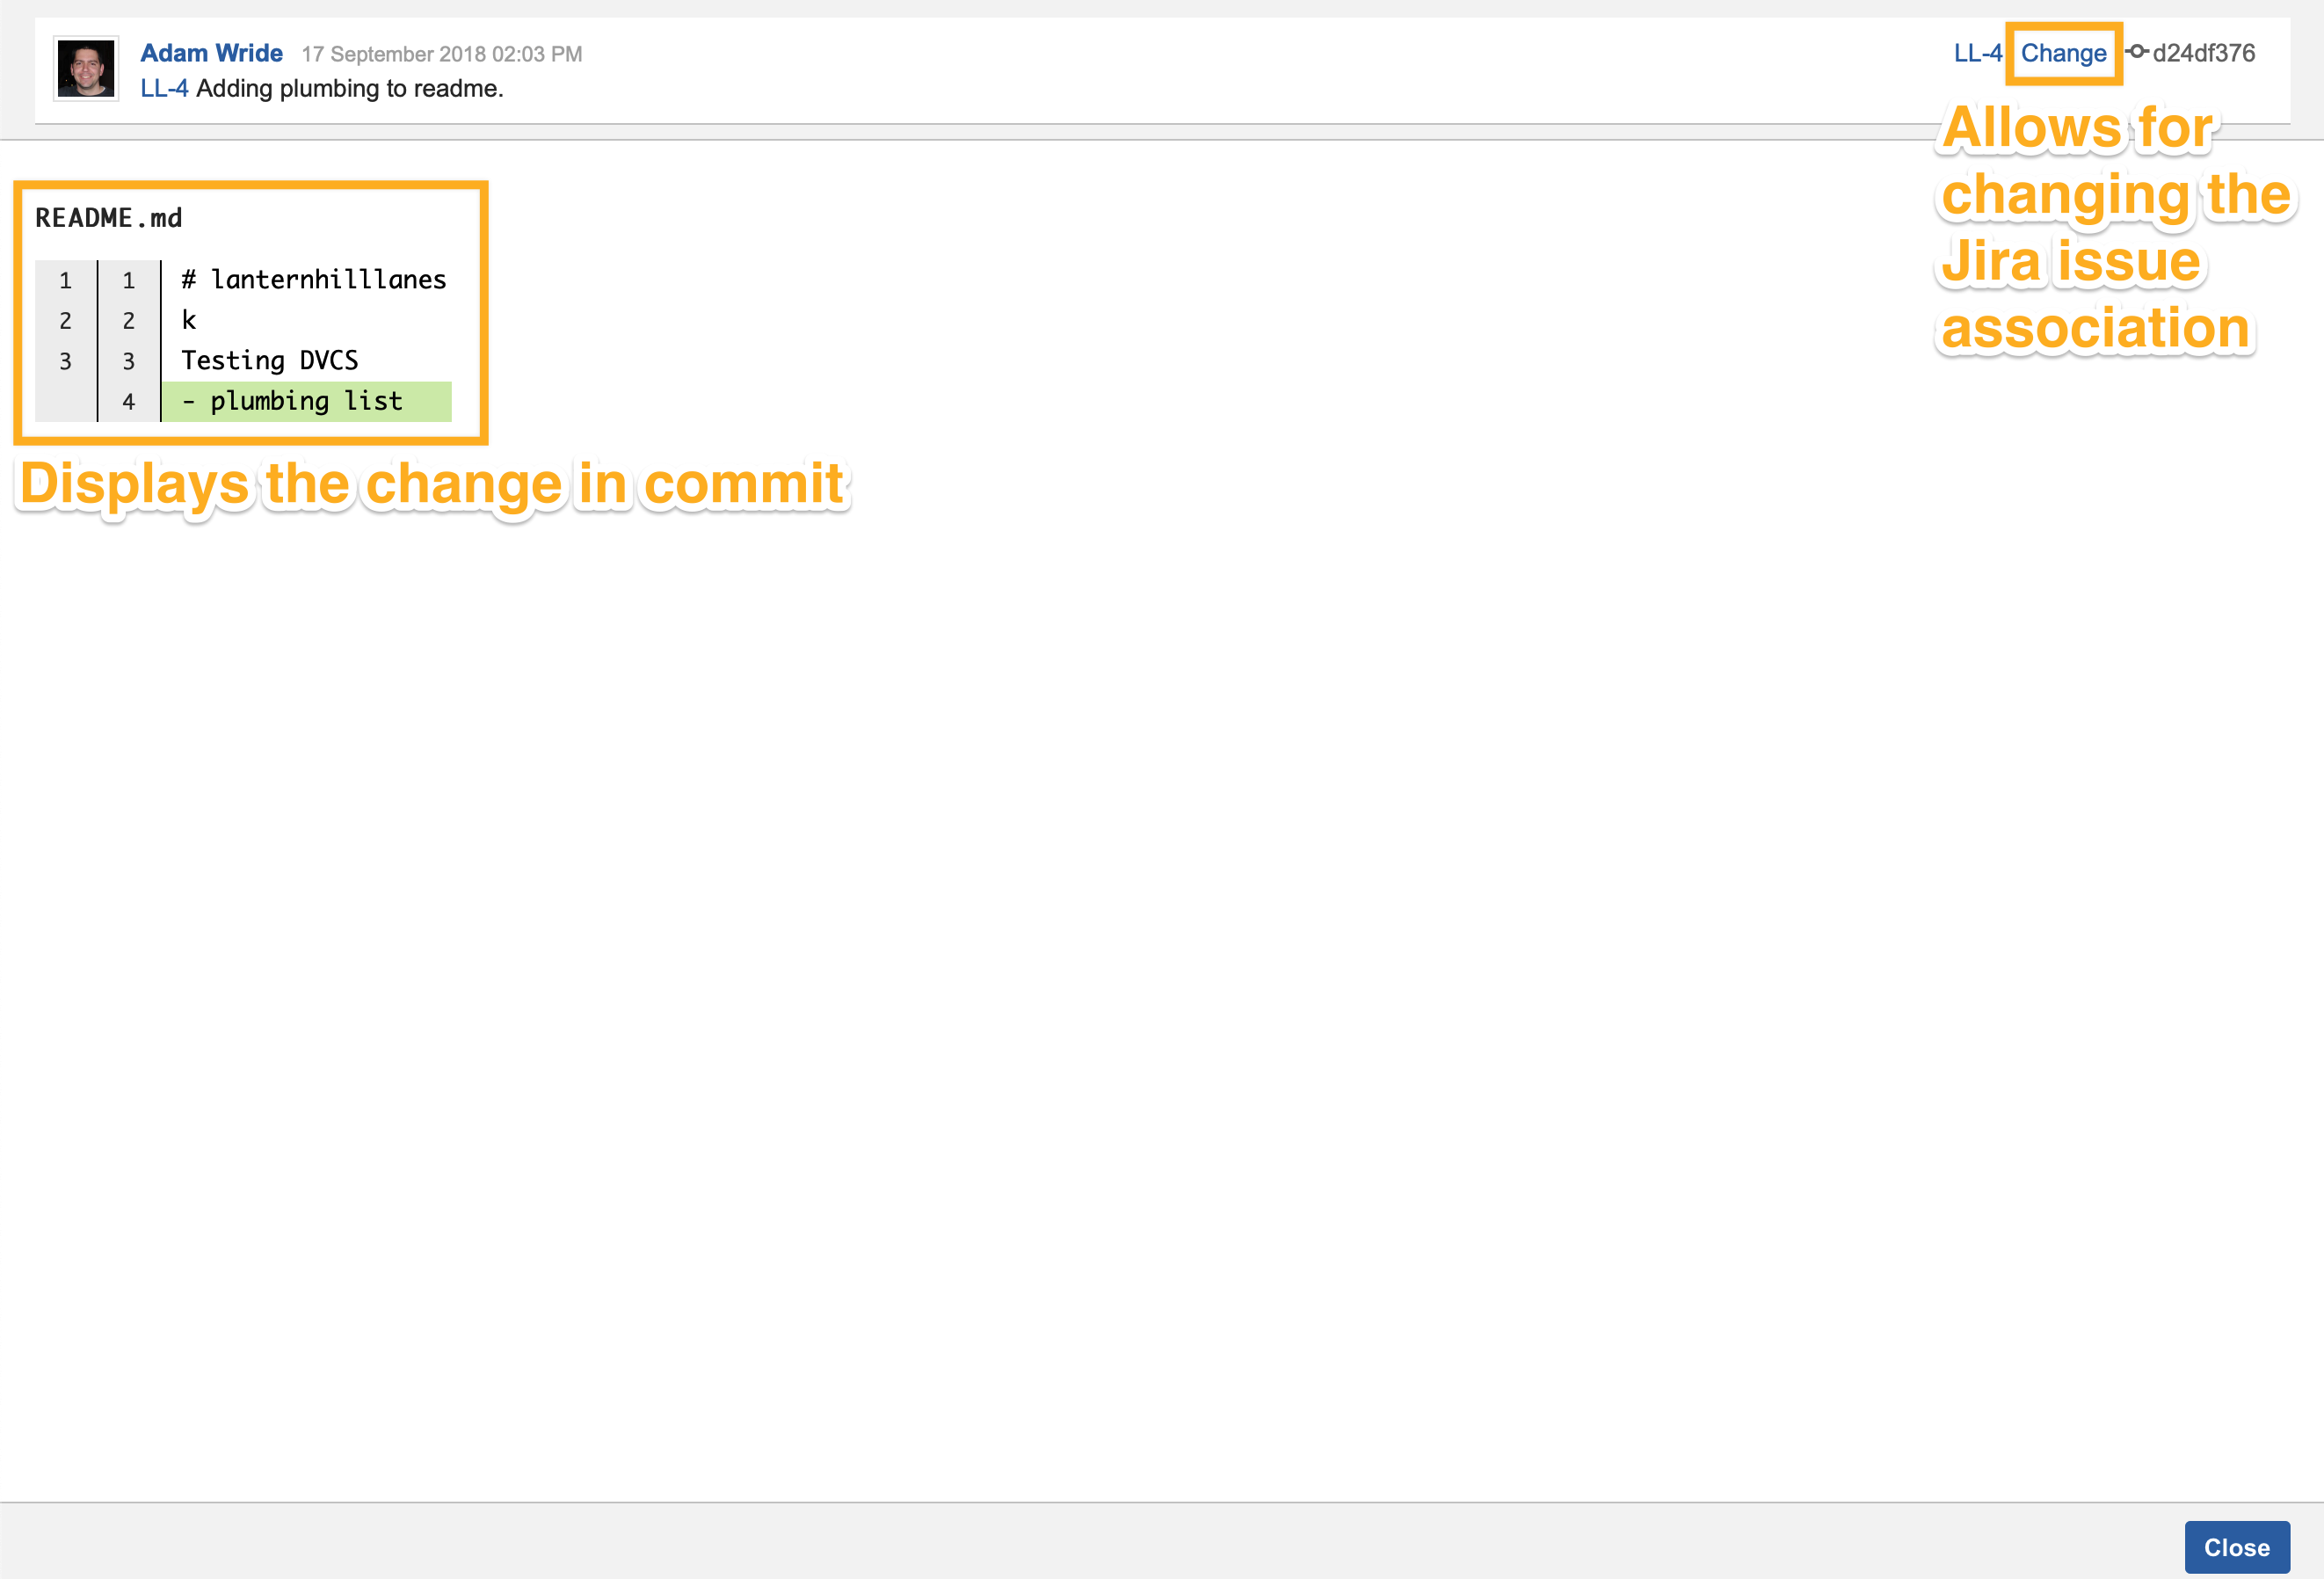 Adam Wride 17 September 2018 02:03 PM
LL-4 Change d24df376
LL-4 Adding plumbing to readme.
Allows for
changing the
Jira issue
association
README.md
1 1 # lanternhilllanes
2 2 k
3 3 Testing DVCS
4 - plumbing list
Displays the change in commit
Close